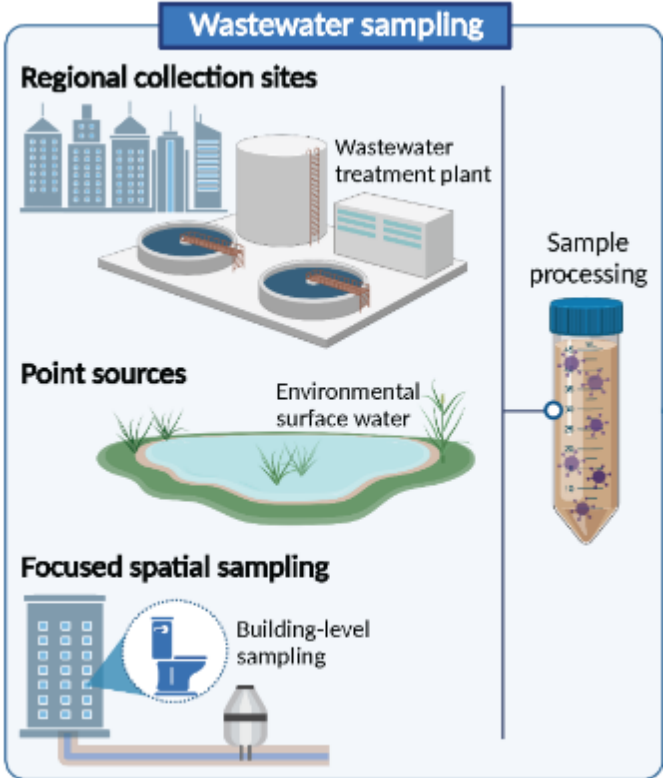 Wastewater sampling
Regional collection sites
Wastewater
treatment plant
Sample
processing
Point sources
Environmental
surface water
Focused spatial sampling
Building-level
sampling